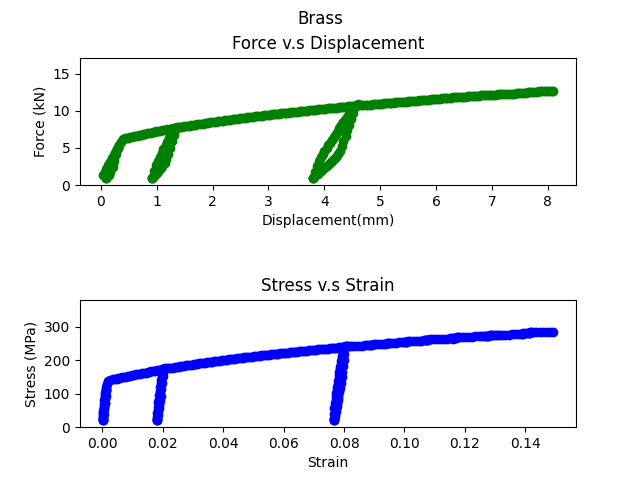 Brass
Force v.s Displacement
Force (kN)
15
10
5
0
0 1 2 3 4 5 6 7 8
Displacement(mm)
Stress v.s Strain
Stress (MPa)
300
200
100
0
0.00 0.02 0.04 0.06 0.08 0.10 0.12 0.14
Strain